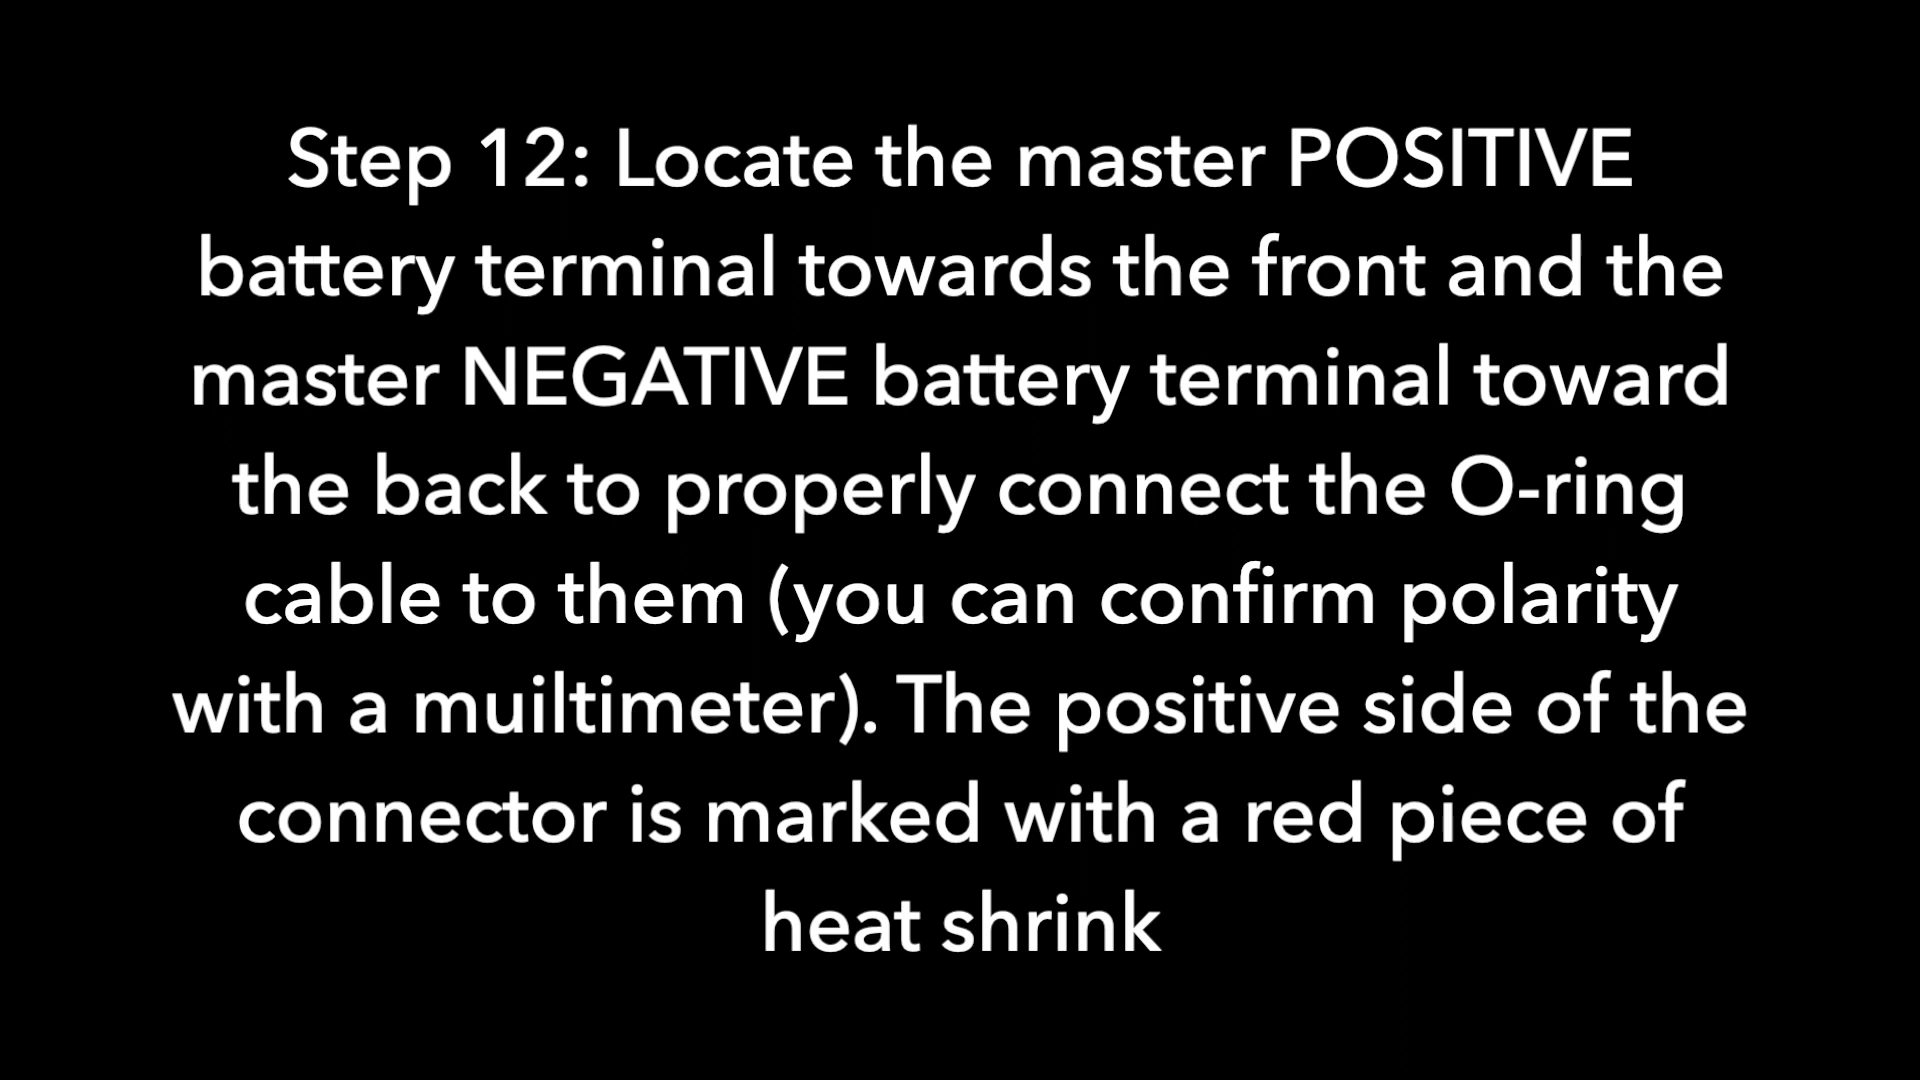 Step 12: Locate the master POSITIVE
battery terminal towards the front and the
master NEGATIVE battery terminal toward
the back to properly connect the O-ring
cable to them (you can confirm polarity
with a muiltimeter). The positive side of the
connector is marked with a red piece of
heat shrink